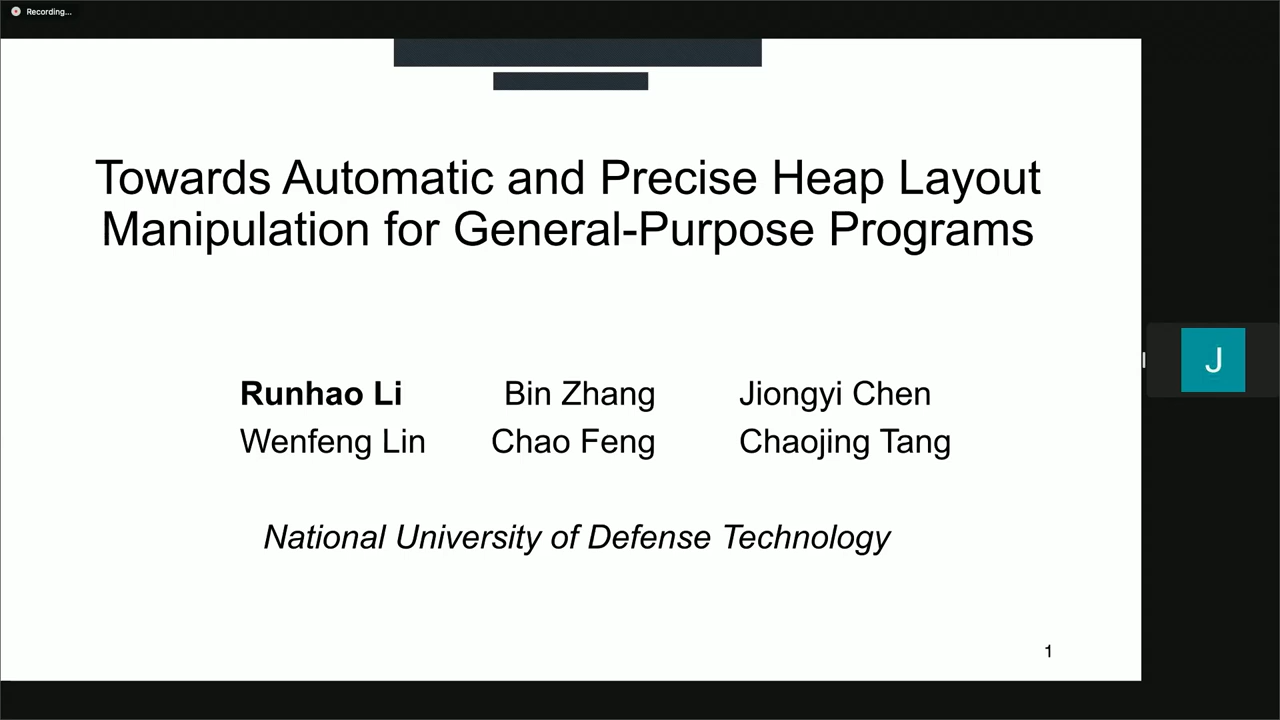 Recording...
Towards Automatic and Precise Heap Layout
Manipulation for General-Purpose Programs
Runhao Li Bin Zhang Jiongyi Chen
Wenfeng Lin Chao Feng Chaojing Tang
National University of Defense Technology
J
1